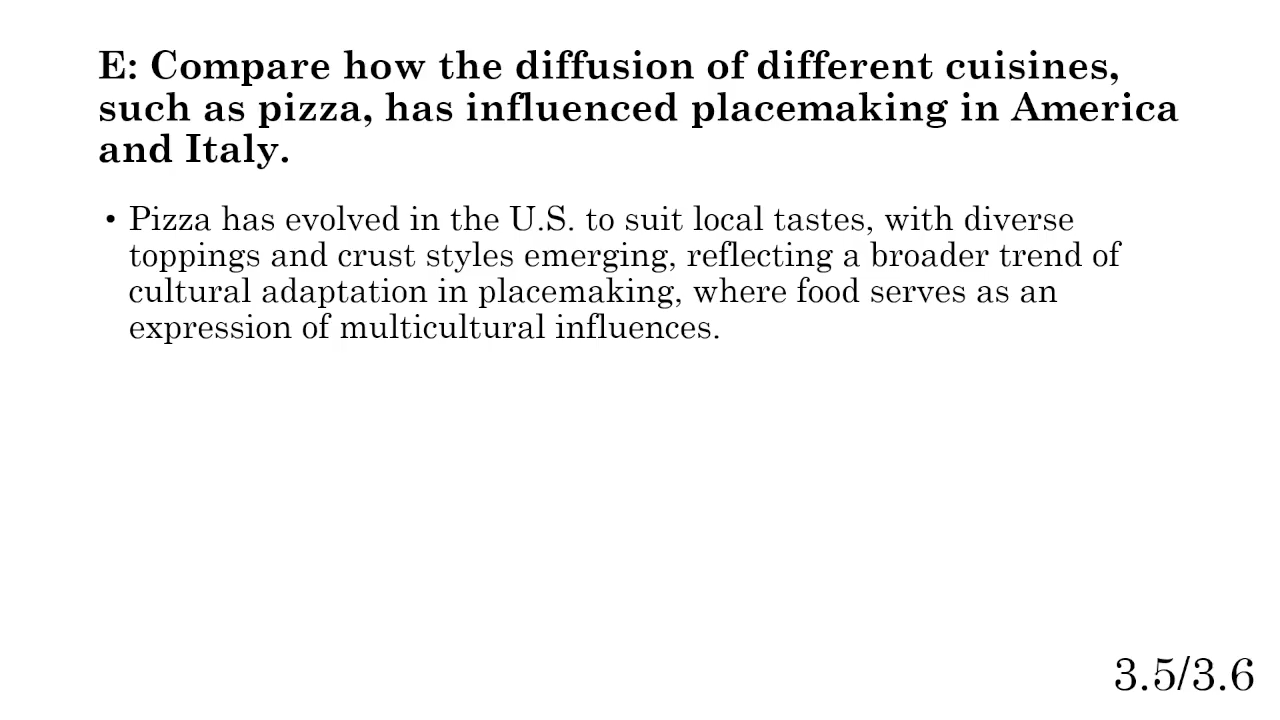 E: Compare how the diffusion of different cuisines,
such as pizza, has influenced placemaking in America
and Italy.
• Pizza has evolved in the U.S. to suit local tastes, with diverse
toppings and crust styles emerging, reflecting a broader trend of
cultural adaptation in placemaking, where food serves as an
expression of multicultural influences.
3.5/3.6